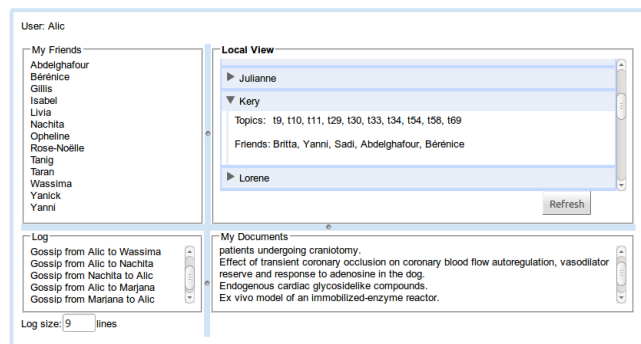 User: Alic
My Friends
Abdelghafour
Bérénice
Gillis
Isabel
Livia
Nachita
Opheline
Rose-Noëlle
Tanig
Taran
Wassima
Yanick
Yanni
Local View
Julianne
Kery
Topics: t9, t10, t11, t29, t30, t33, t34, t54, t58, t69
Friends: Britta, Yanni, Sadi, Abdelghafour, Bérénice
Lorene
Refresh
Log
Gossip from Alic to Wassima
Gossip from Alic to Nachita
Gossip from Nachita to Alic
Gossip from Alic to Marjana
Gossip from Marjana to Alic
Log size: 9 lines
My Documents
patients undergoing craniotomy.
Effect of transient coronary occlusion on coronary blood flow autoregulation, vasodilator
reserve and response to adenosine in the dog.
Endogenous cardiac glycosidelike compounds.
Ex vivo model of an immobilized-enzyme reactor.